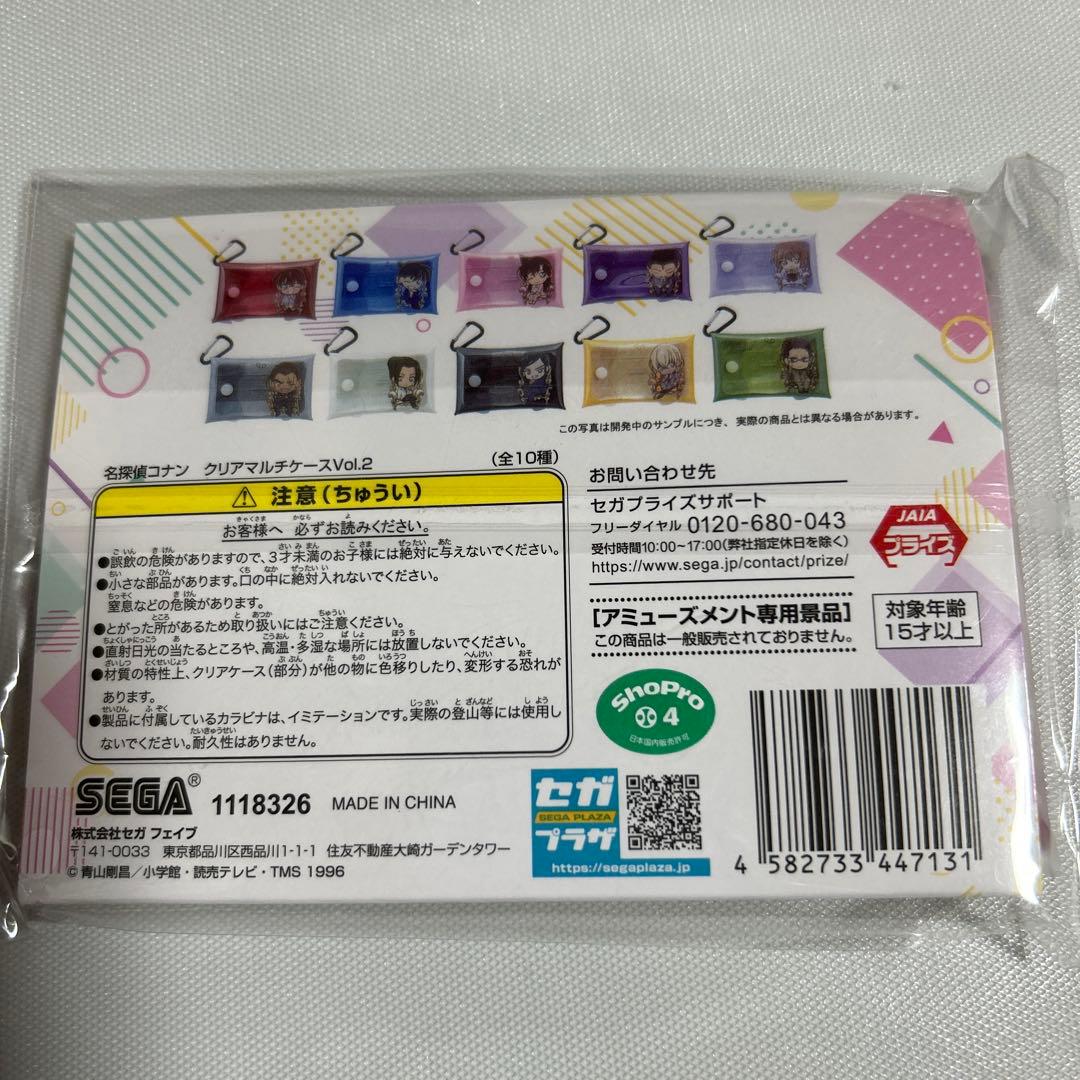 この写真は開発中のサンプルにつき、実際の商品とは異なる場合があります。
名探偵コナン クリアマルチケースVol.2 (全10種)
注意(ちゅうい)
お客様へ 必ずお読みください。
●誤飲の危険がありますので、3才未満のお子様には絶対に与えないでください。
●小さな部品があります。口の中に絶対入れないでください。
窒息などの危険があります。
●とがった所があるため取り扱いにはご注意ください。
●直射日光の当たるところや、高温・多湿な場所には放置しないでください。
●材質の特性上、クリアケース(部分)が他の物に色移りしたり、変形する恐れが
あります。
●製品に付属しているカラビナは、イミテーションです。実際の登山等には使用し
ないでください。耐久性はありません。
お問い合わせ先
セガプライズサポート
フリーダイヤル 0120-680-043
受付時間10:00~17:00(弊社指定休日を除く)
https://www.sega.jp/contact/prize/
JAIA
プライズ
[アミューズメント専用景品]
この商品は一般販売されておりません。
対象年齢
15才以上
ShoPro
4
日本国内販売許可
SEGA® 1118326 MADE IN CHINA
株式会社セガ フェイブ
〒141-0033 東京都品川区西品川1-1-1 住友不動産大崎ガーデンタワー
©青山剛昌/小学館・読売テレビ・TMS 1996
セガ
SEGA PLAZA
プラザ
https://segaplaza.jp
4 582733 447131